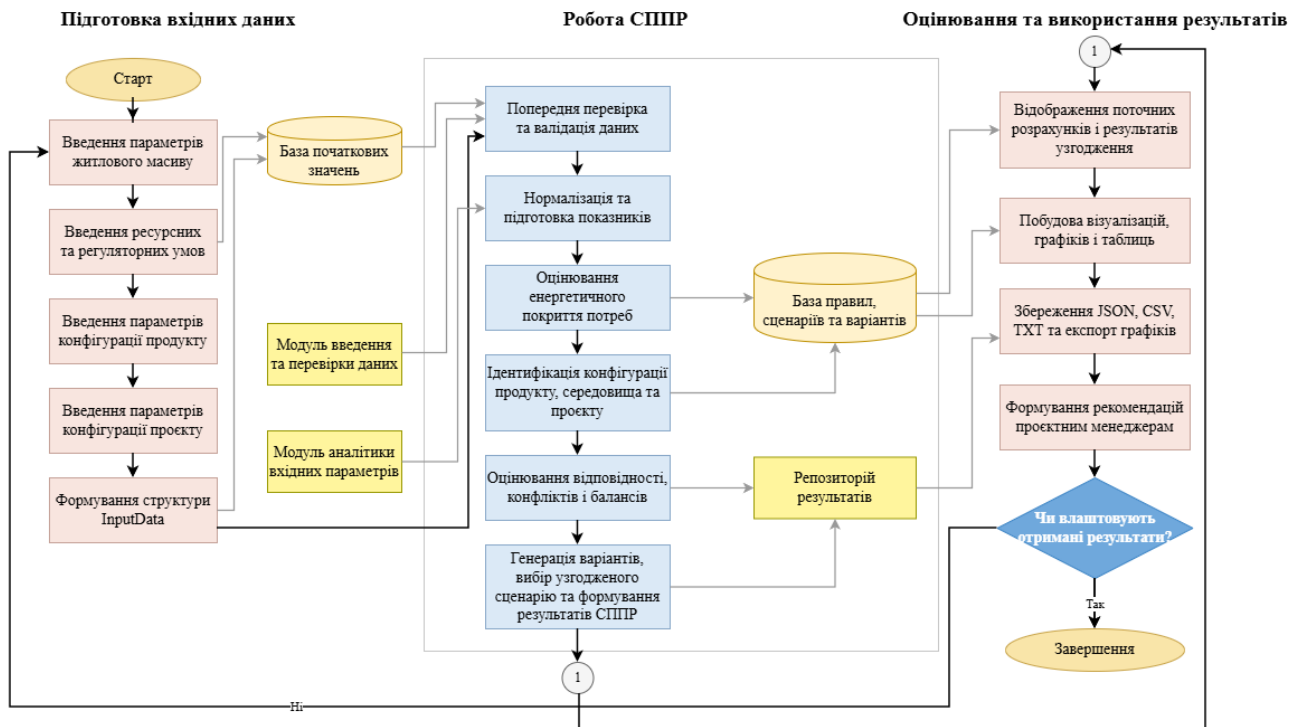 Підготовка вхідних даних
Робота СППР
Оцінювання та використання результатів
Старт
Введення параметрів
житлового масиву
Введення ресурсних
та регуляторних умов
Введення параметрів
конфігурації продукту
Введення параметрів
конфігурації проєкту
Формування структури
InputData
База початкових
значень
Модуль введення
та перевірки даних
Модуль аналітики
вхідних параметрів
Попередня перевірка
та валідація даних
Нормалізація та
підготовка показників
Оцінювання
енергетичного
покриття потреб
Ідентифікація конфігурації
продукту, середовища та
проєкту
Оцінювання відповідності,
конфліктів і балансів
Генерація варіантів,
вибір узгодженого
сценарію та формування
результатів СППР
1
База правил,
сценаріїв та варіантів
Репозиторій
результатів
1
Відображення поточних
розрахунків і результатів
узгодження
Побудова візуалізацій,
графіків і таблиць
Збереження JSON, CSV,
TXT та експорт графіків
Формування рекомендацій
проєктним менеджерам
Чи влаштовують
отримані результати?
Так
Завершення
Ні